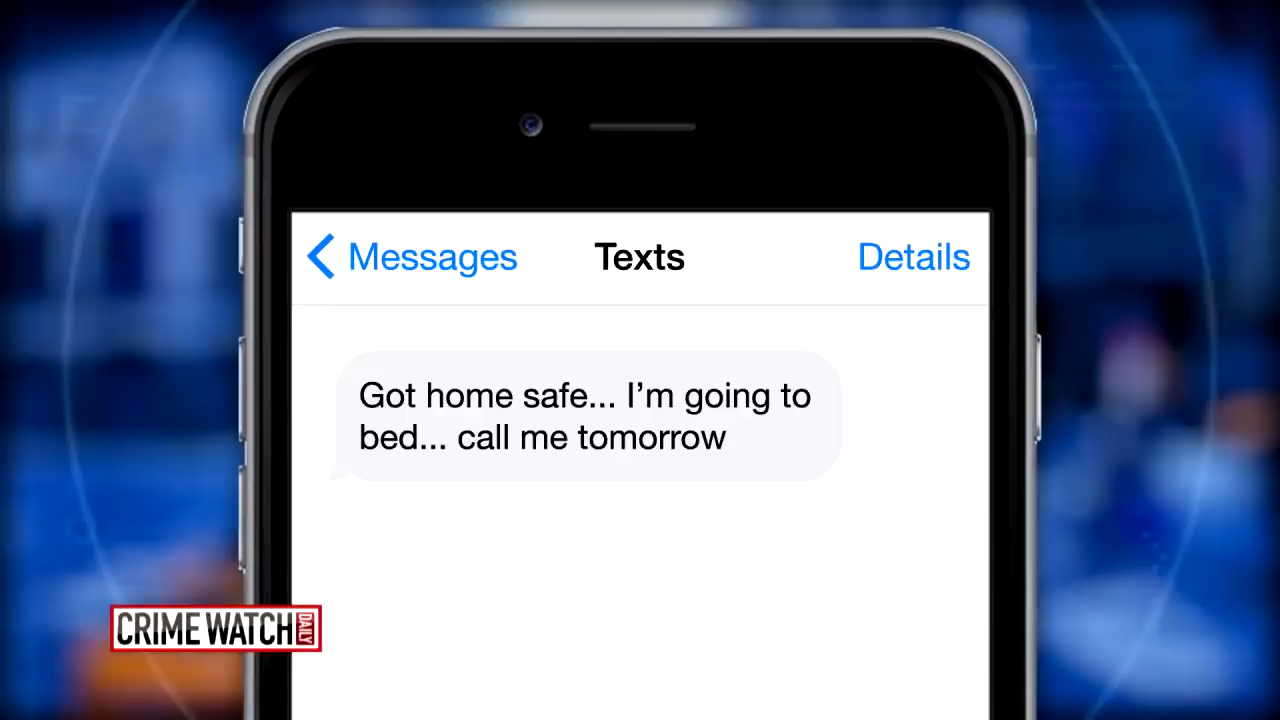 Messages Texts Details
Got home safe... I’m going to
bed... call me tomorrow
CRIME WATCH DAILY